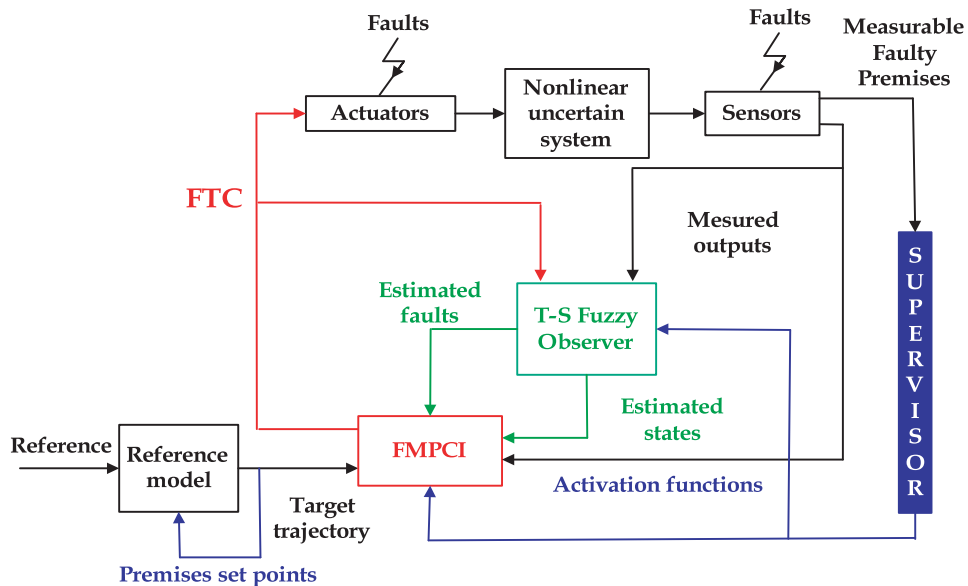 Faults
Faults
Measurable
Faulty
Premises
Actuators
Nonlinear
uncertain
system
Sensors
FTC
Mesured
outputs
SUPERVISOR
Estimated
faults
T-S Fuzzy
Observer
Estimated
states
Reference
Reference
model
FMPCI
Target
trajectory
Activation functions
Premises set points